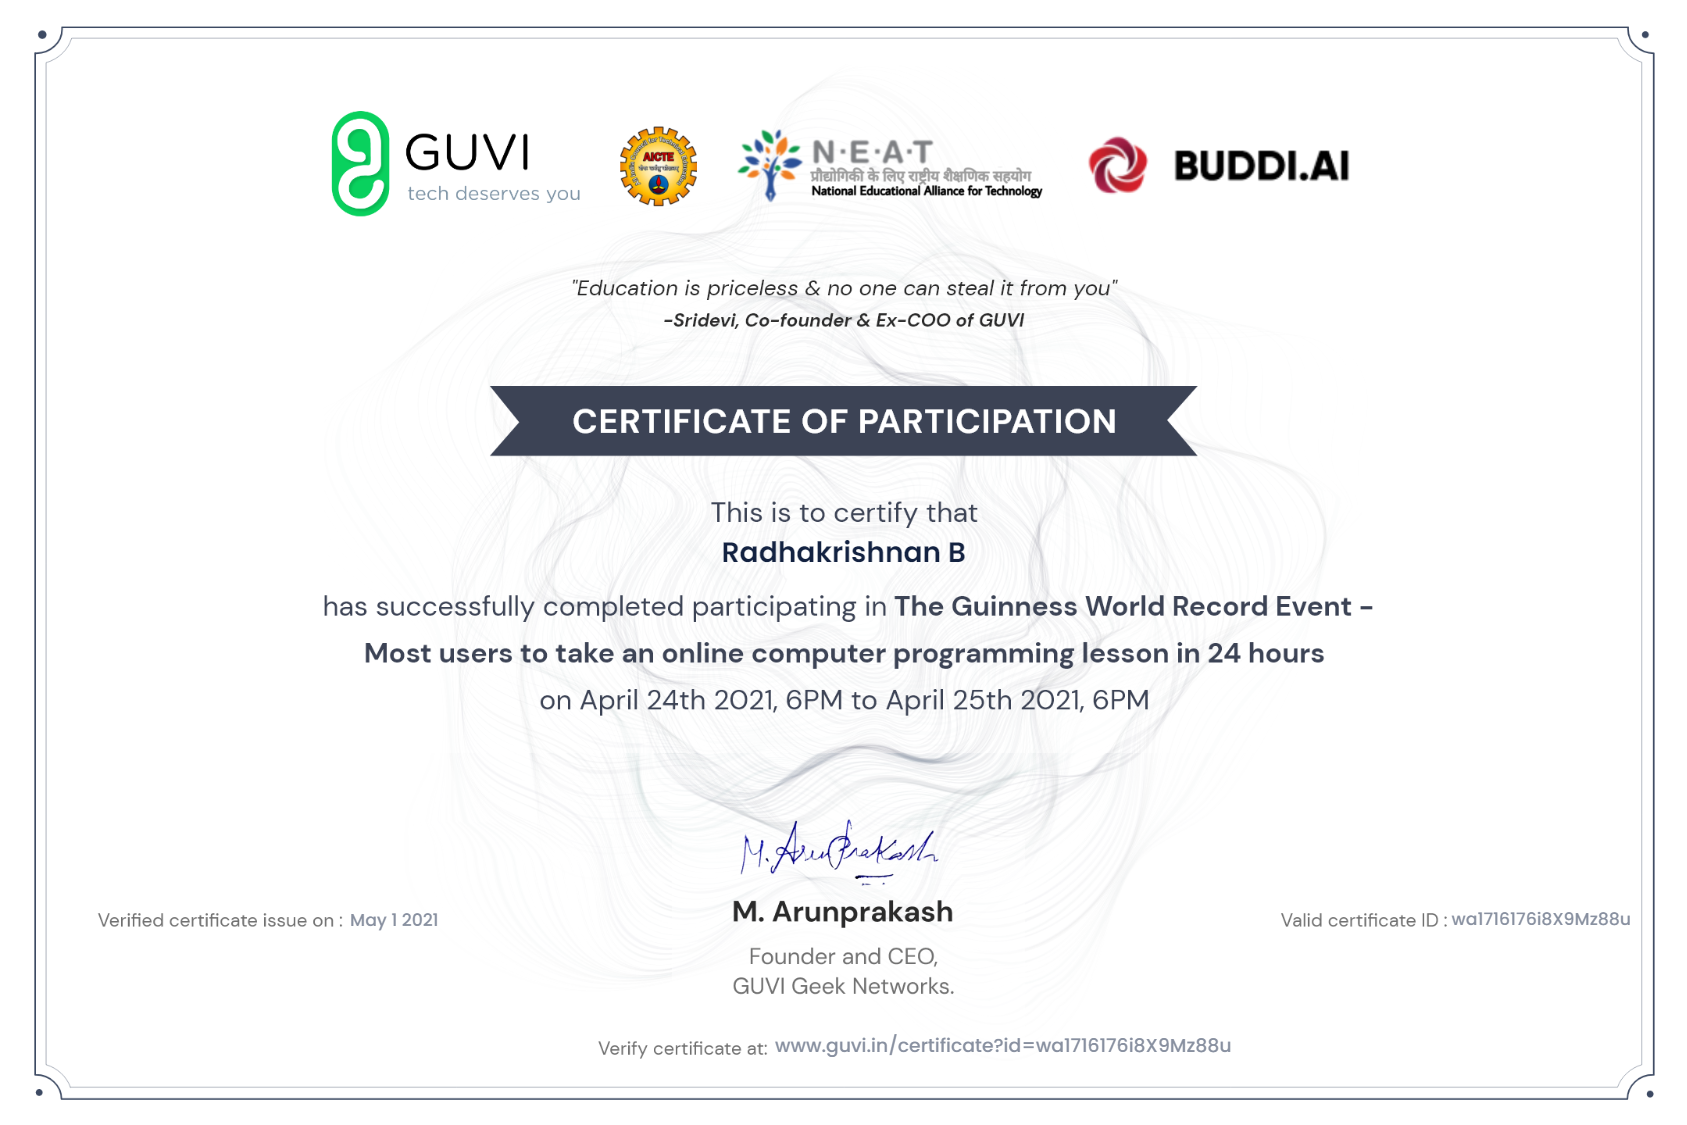 GUVI
tech deserves you
AICTE
N·E·A·T
प्रौद्योगिकी के लिए राष्ट्रीय शैक्षणिक सहयोग
National Educational Alliance for Technology
BUDDI.AI
"Education is priceless & no one can steal it from you"
-Sridevi, Co-founder & Ex-COO of GUVI
CERTIFICATE OF PARTICIPATION
This is to certify that
Radhakrishnan B
has successfully completed participating in The Guinness World Record Event -
Most users to take an online computer programming lesson in 24 hours
on April 24th 2021, 6PM to April 25th 2021, 6PM
M. Arunprakash
Verified certificate issue on : May 1 2021
M. Arunprakash
Valid certificate ID : wa1716176i8X9Mz88u
Founder and CEO,
GUVI Geek Networks.
Verify certificate at: www.guvi.in/certificate?id=wa1716176i8X9Mz88u